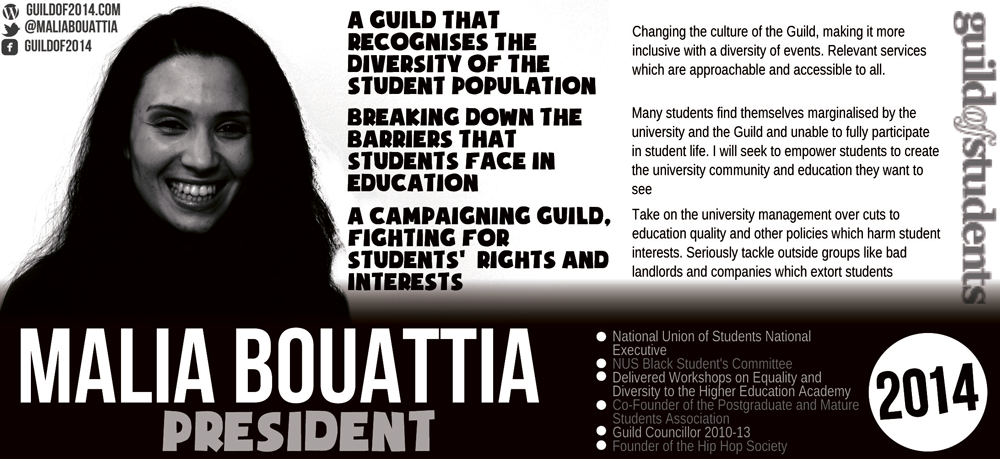 GUILDOF2014.COM
@MALIABOUATTIA
GUILDOF2014
A GUILD THAT
RECOGNISES THE
DIVERSITY OF THE
STUDENT POPULATION
Changing the culture of the Guild, making it more
inclusive with a diversity of events. Relevant services
which are approachable and accessible to all.
BREAKING DOWN THE
BARRIERS THAT
STUDENTS FACE IN
EDUCATION
Many students find themselves marginalised by the
university and the Guild and unable to fully participate
in student life. I will seek to empower students to create
the university community and education they want to
see
A CAMPAIGNING GUILD,
FIGHTING FOR
STUDENTS' RIGHTS AND
INTERESTS
Take on the university management over cuts to
education quality and other policies which harm student
interests. Seriously tackle outside groups like bad
landlords and companies which extort students
guildofstudents
MALIA BOUATTIA
PRESIDENT
National Union of Students National
Executive
NUS Black Student's Committee
Delivered Workshops on Equality and
Diversity to the Higher Education Academy
Co-Founder of the Postgraduate and Mature
Students Association
Guild Councillor 2010-13
Founder of the Hip Hop Society
2014